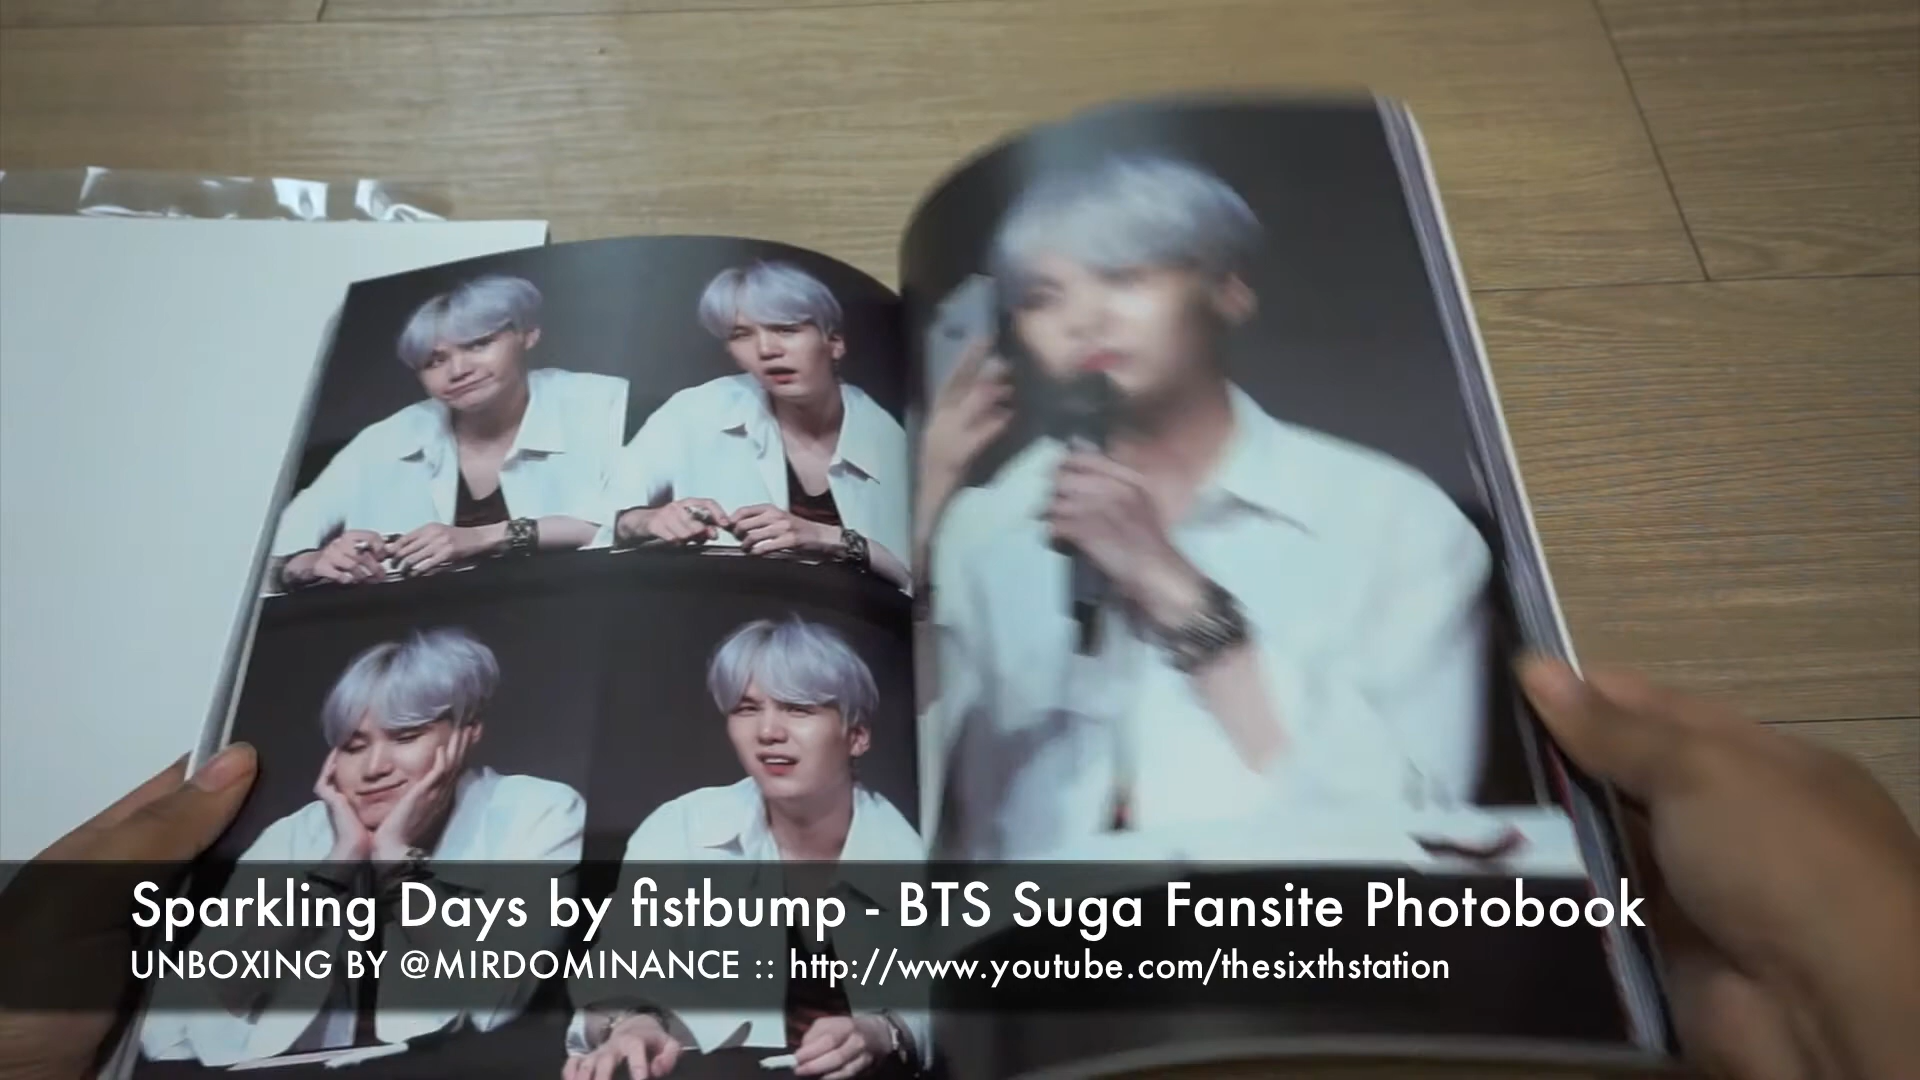 Sparkling Days by fistbump - BTS Suga Fansite Photobook
UNBOXING BY @MIRDOMINANCE :: http://www.youtube.com/thesixthstation